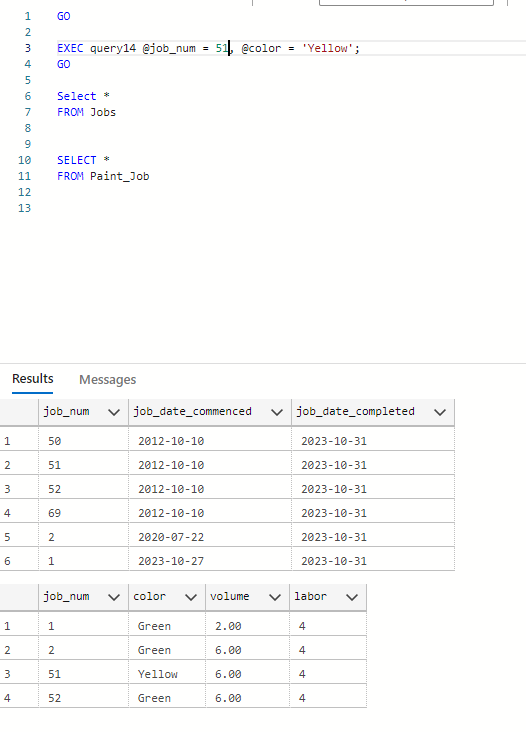 1 GO
2
3 EXEC query14 @job_num = 51, @color = 'Yellow';
4 GO
5
6 Select *
7 FROM Jobs
8
9
10 SELECT *
11 FROM Paint_Job
12
13
Results Messages
job_num job_date_commenced job_date_completed
1 50 2012-10-10 2023-10-31
2 51 2012-10-10 2023-10-31
3 52 2012-10-10 2023-10-31
4 69 2012-10-10 2023-10-31
5 2 2020-07-22 2023-10-31
6 1 2023-10-27 2023-10-31
job_num color volume labor
1 1 Green 2.00 4
2 2 Green 6.00 4
3 51 Yellow 6.00 4
4 52 Green 6.00 4